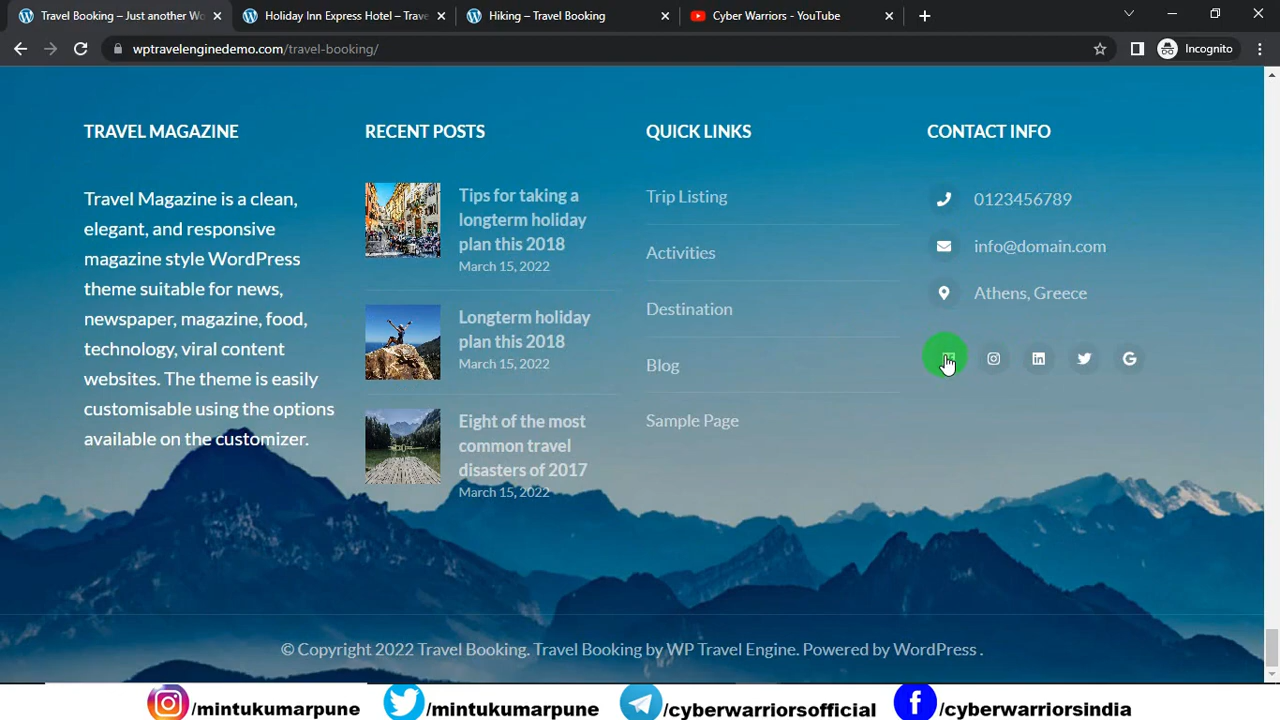 Travel Booking – Just another Wo
Holiday Inn Express Hotel – Trave
Hiking – Travel Booking
Cyber Warriors - YouTube
wptravelenginedemo.com/travel-booking/
Incognito
TRAVEL MAGAZINE
Travel Magazine is a clean,
elegant, and responsive
magazine style WordPress
theme suitable for news,
newspaper, magazine, food,
technology, viral content
websites. The theme is easily
customisable using the options
available on the customizer.
RECENT POSTS
Tips for taking a
longterm holiday
plan this 2018
March 15, 2022
Longterm holiday
plan this 2018
March 15, 2022
Eight of the most
common travel
disasters of 2017
March 15, 2022
QUICK LINKS
Trip Listing
Activities
Destination
Blog
Sample Page
CONTACT INFO
0123456789
info@domain.com
Athens, Greece
© Copyright 2022 Travel Booking. Travel Booking by WP Travel Engine. Powered by WordPress .
/mintukumarpune
/mintukumarpune
/cyberwarriorsofficial
/cyberwarriorsindia